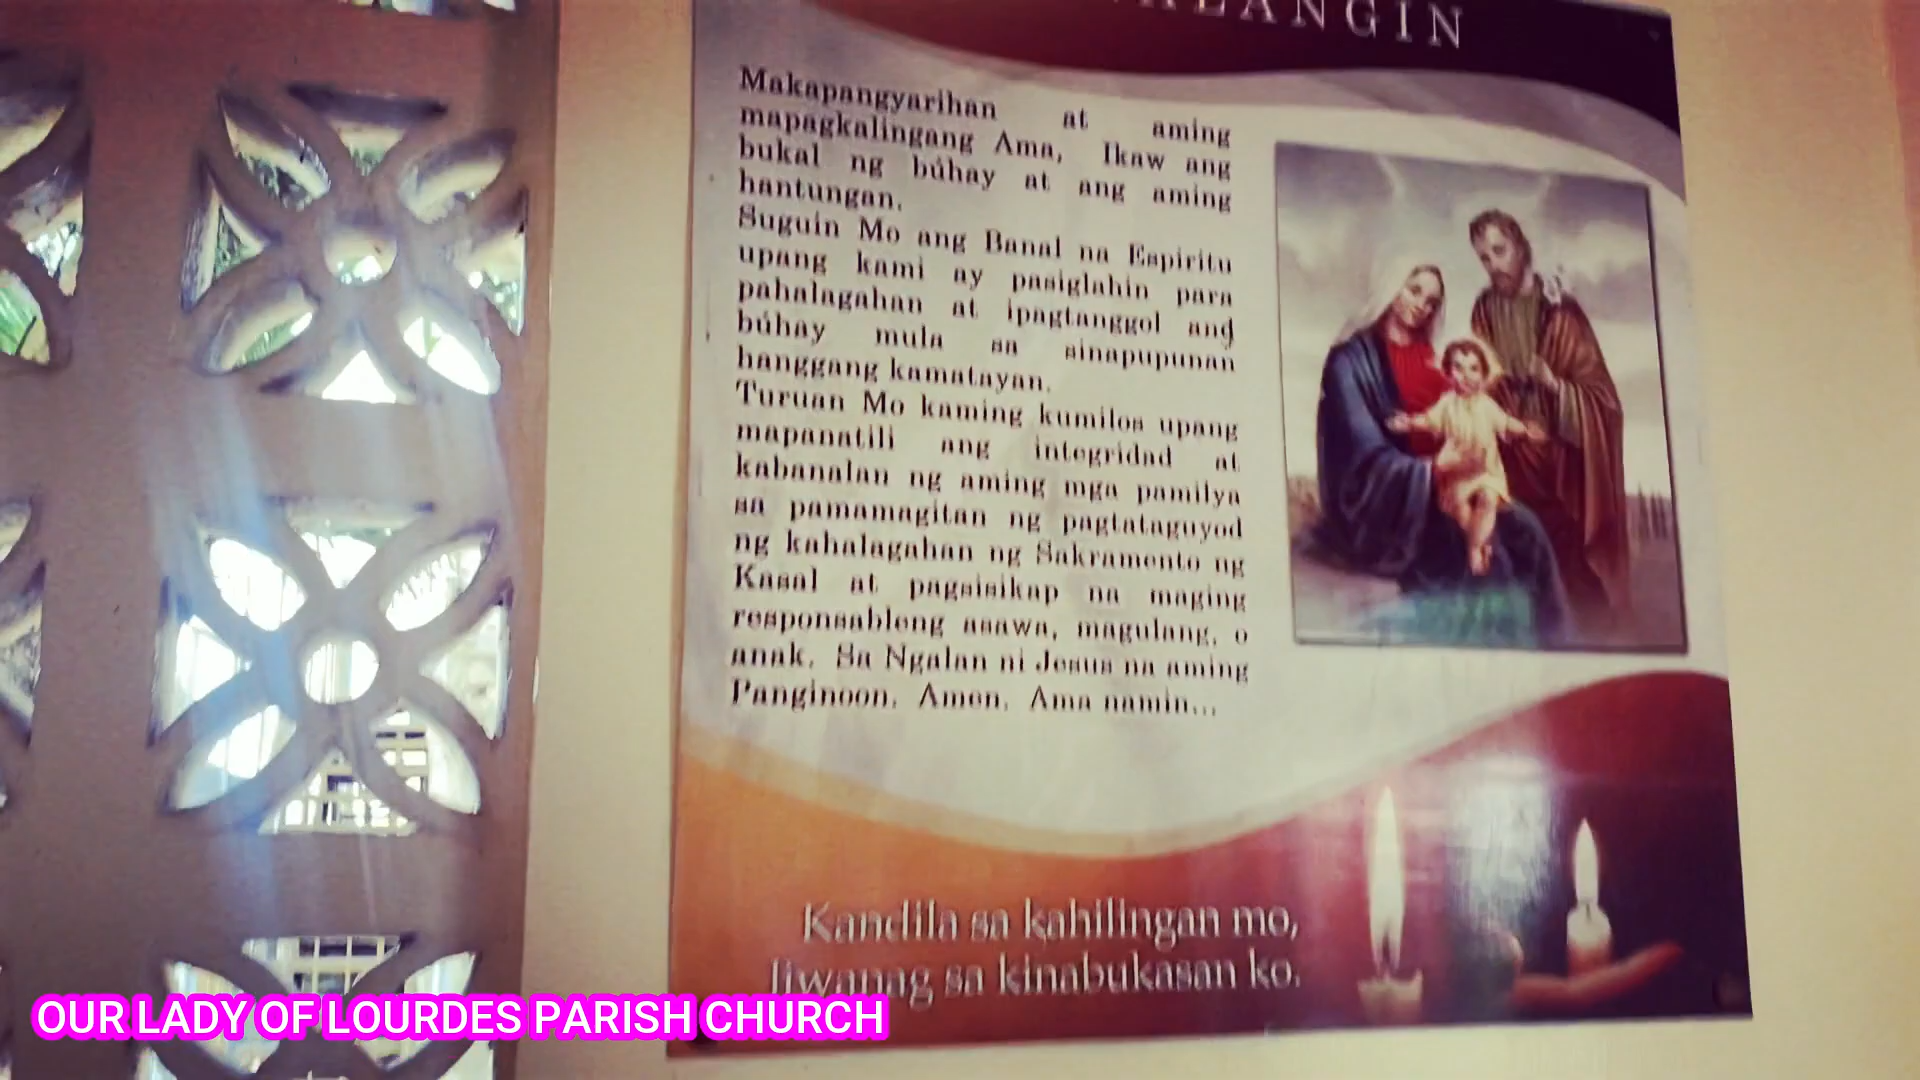 Makapangyarihan at aming
mapagkalingang Ama, Ikaw ang
bukal ng búhay at ang aming
hantungan.
Suguin Mo ang Banal na Espiritu
upang kami ay pasiglahin para
pahalagahan at ipagtanggol ang
búhay mula sa sinapupunan
hanggang kamatayan.
Turuan Mo kaming kumilos upang
mapanatili ang integridad at
kabanalan ng aming mga pamilya
sa pamamagitan ng pagtataguyod
ng kahalagahan ng Sakramento ng
Kasal at pagsisikap na maging
responsableng asawa, magulang, o
anak. Sa Ngalan ni Jesus na aming
Panginoon. Amen. Ama namin...
Kandila sa kahilingan mo,
liwanag sa kinabukasan ko.
OUR LADY OF LOURDES PARISH CHURCH